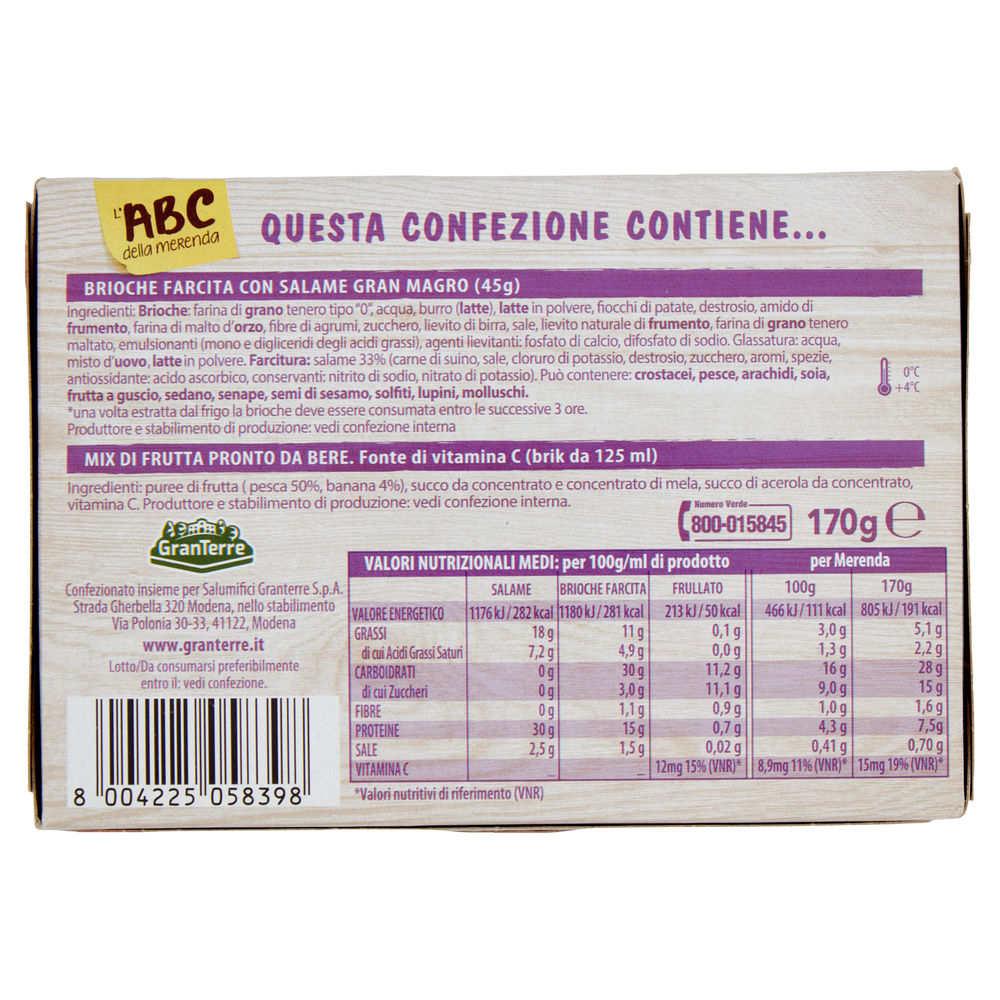 L'ABC
della merenda
QUESTA CONFEZIONE CONTIENE...
BRIOCHE FARCITA CON SALAME GRAN MAGRO (45g)
Ingredienti: Brioche: farina di grano tenero tipo "0", acqua, burro (latte), latte in polvere, fiocchi di patate, destrosio, amido di
frumento, farina di malto d'orzo, fibre di agrumi, zucchero, lievito di birra, sale, lievito naturale di frumento, farina di grano tenero
maltato, emulsionanti (mono e digliceridi degli acidi grassi), agenti lievitanti: fosfato di calcio, difosfato di sodio. Glassatura: acqua,
misto d'uovo, latte in polvere. Farcitura: salame 33% (carne di suino, sale, cloruro di potassio, destrosio, zucchero, aromi, spezie,
antiossidante: acido ascorbico, conservanti: nitrito di sodio, nitrato di potassio). Può contenere: crostacei, pesce, arachidi, soia,
frutta a guscio, sedano, senape, semi di sesamo, solfiti, lupini, molluschi.
*una volta estratta dal frigo la brioche deve essere consumata entro le successive 3 ore.
Produttore e stabilimento di produzione: vedi confezione interna
0°C
+4°C
MIX DI FRUTTA PRONTO DA BERE. Fonte di vitamina C (brik da 125 ml)
Ingredienti: puree di frutta ( pesca 50%, banana 4%), succo da concentrato e concentrato di mela, succo di acerola da concentrato,
vitamina C. Produttore e stabilimento di produzione: vedi confezione interna.
Numero Verde
800-015845
170g ℮
GranTerre
Confezionato insieme per Salumifici Granterre S.p.A.
Strada Gherbella 320 Modena, nello stabilimento
Via Polonia 30-33, 41122, Modena
www.granterre.it
Lotto/Da consumarsi preferibilmente
entro il: vedi confezione.
8 004225 058398
VALORI NUTRIZIONALI MEDI: per 100g/ml di prodotto per Merenda
SALAME BRIOCHE FARCITA FRULLATO 100g 170g
VALORE ENERGETICO 1176 kJ / 282 kcal 1180 kJ / 281 kcal 213 kJ / 50 kcal 466 kJ / 111 kcal 805 kJ / 191 kcal
GRASSI 18 g 11 g 0,1 g 3,0 g 5,1 g
di cui Acidi Grassi Saturi 7,2 g 4,9 g 0,0 g 1,3 g 2,2 g
CARBOIDRATI 0 g 30 g 11,2 g 16 g 28 g
di cui Zuccheri 0 g 3,0 g 11,1 g 9,0 g 15 g
FIBRE 0 g 1,1 g 0,9 g 1,0 g 1,6 g
PROTEINE 30 g 15 g 0,7 g 4,3 g 7,5g
SALE 2,5 g 1,5 g 0,02 g 0,41 g 0,70 g
VITAMINA C _ _ 12mg 15% (VNR)* 8,9mg 11% (VNR)* 15mg 19% (VNR)*
*Valori nutritivi di riferimento (VNR)